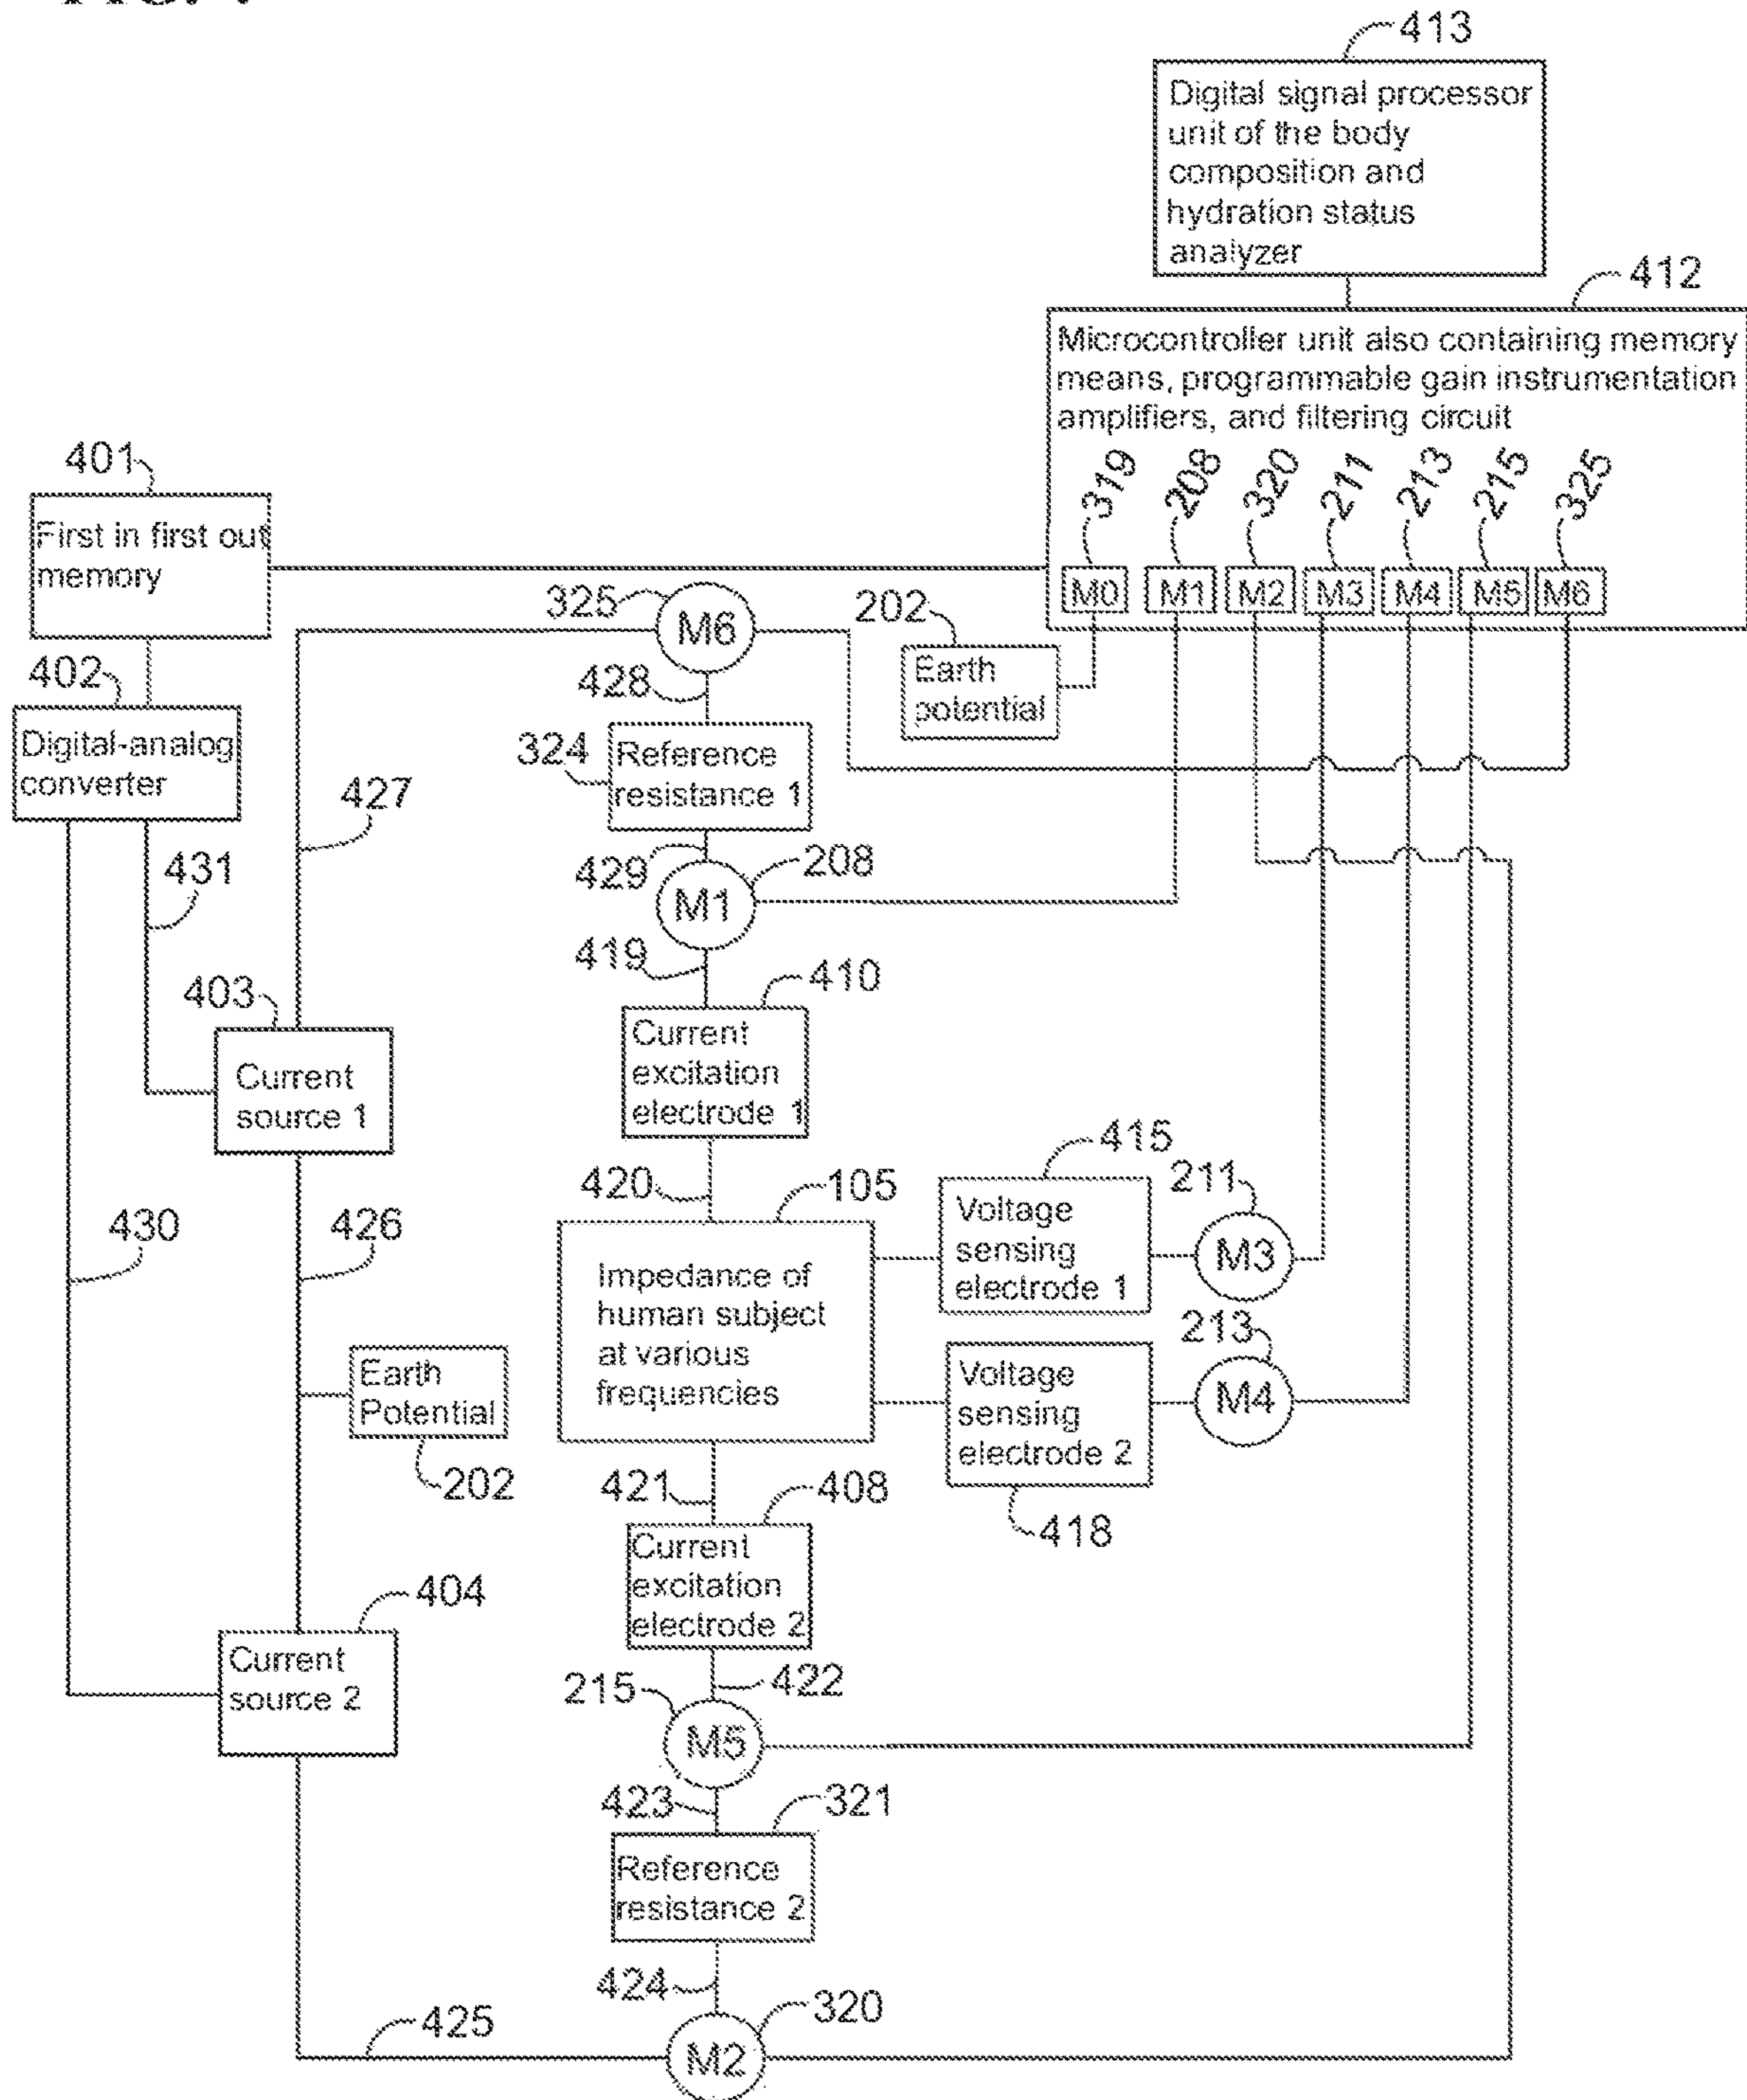 413
Digital signal processor
unit of the body
composition and
hydration status
analyzer
412
Microcontroller unit also containing memory
means, programmable gain instrumentation
amplifiers, and filtering circuit
319 208 320 211 213 215 325
M0 M1 M2 M3 M4 M5 M6
401
First in first out
memory
325
M6
202
Earth
potential
402
Digital-analog
converter
428
324
Reference
resistance 1
427
431
429
208
M1
419
410
403
Current
source 1
Current
excitation
electrode 1
420
105
415
211
Voltage
sensing
electrode 1
M3
430
426
Impedance of
human subject
at various
frequencies
213
Voltage
sensing
electrode 2
M4
418
Earth
Potential
202
421
408
Current
excitation
electrode 2
404
Current
source 2
422
215
M5
423
321
Reference
resistance 2
424
320
425
M2